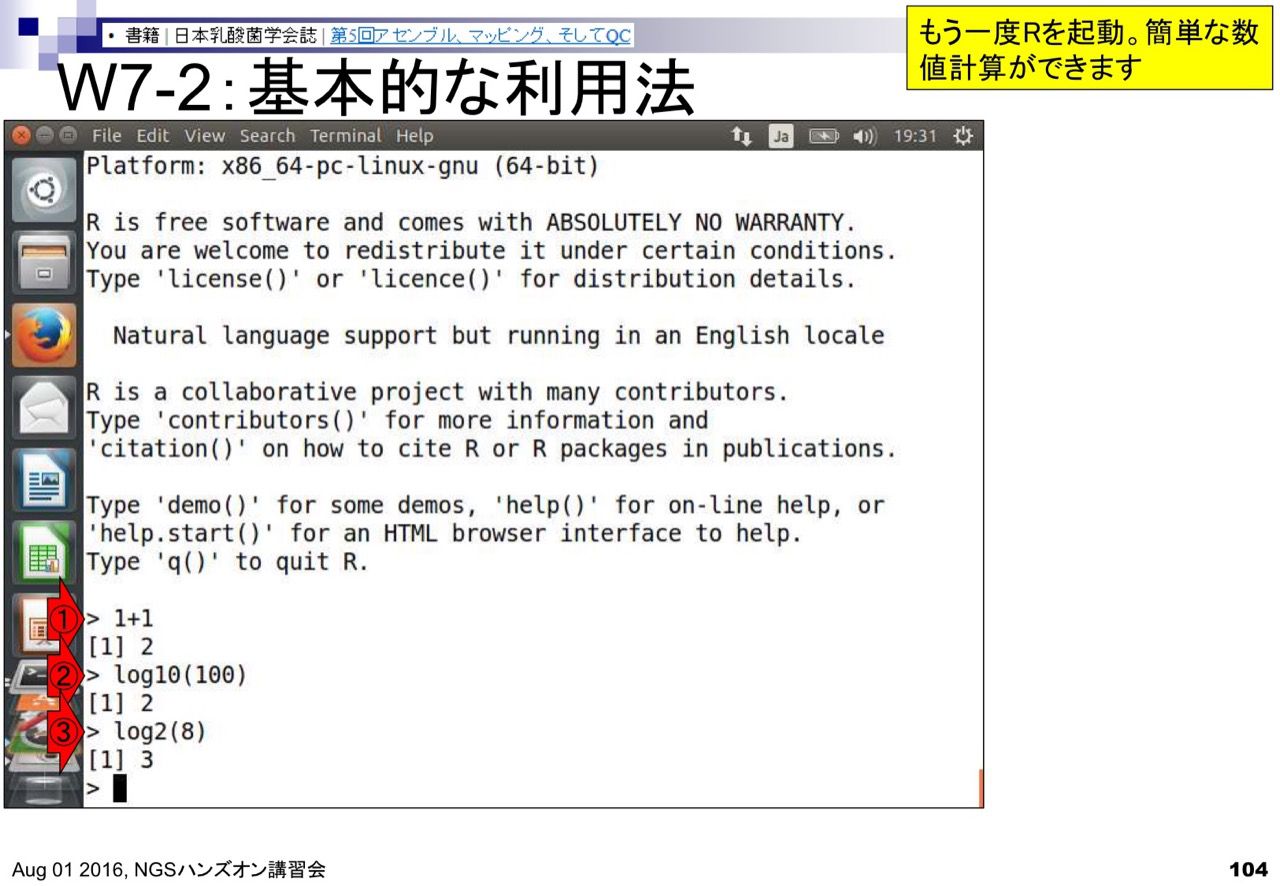 • 書籍 | 日本乳酸菌学会誌 | 第5回アセンブル、マッピング、そしてQC
もう一度Rを起動。簡単な数
値計算ができます
W7-2：基本的な利用法
File Edit View Search Terminal Help
Ja
19:31
Platform: x86_64-pc-linux-gnu (64-bit)
R is free software and comes with ABSOLUTELY NO WARRANTY.
You are welcome to redistribute it under certain conditions.
Type 'license()' or 'licence()' for distribution details.
Natural language support but running in an English locale
R is a collaborative project with many contributors.
Type 'contributors()' for more information and
'citation()' on how to cite R or R packages in publications.
Type 'demo()' for some demos, 'help()' for on-line help, or
'help.start()' for an HTML browser interface to help.
Type 'q()' to quit R.
① > 1+1
[1] 2
② > log10(100)
[1] 2
③ > log2(8)
[1] 3
>
Aug 01 2016, NGSハンズオン講習会
104